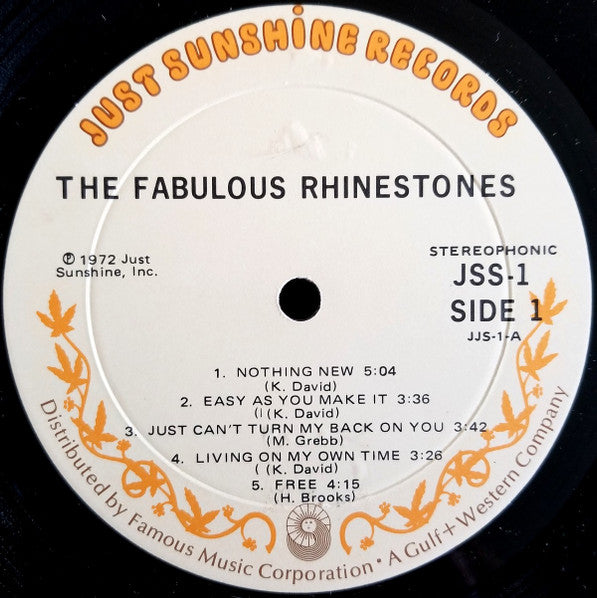 JUST SUNSHINE RECORDS
THE FABULOUS RHINESTONES
℗ 1972 Just
Sunshine, Inc.
STEREOPHONIC
JSS-1
SIDE 1
JJS-1-A
1. NOTHING NEW 5:04
(K. David)
2. EASY AS YOU MAKE IT 3:36
(I(K. David)
3. JUST CAN'T TURN MY BACK ON YOU 3:42
(M. Grebb)
4. LIVING ON MY OWN TIME 3:26
( (K. David)
5. FREE 4:15
(H. Brooks)
Distributed by Famous Music Corporation • A Gulf+Western Company